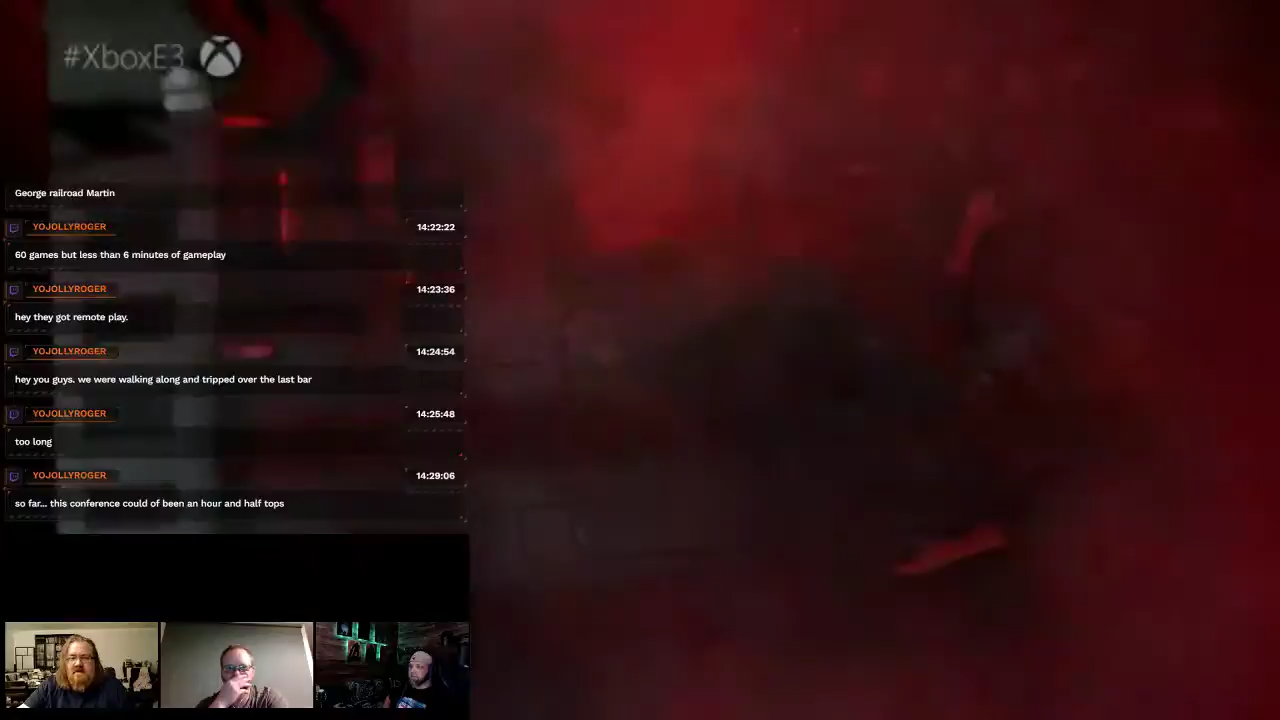 #XboxE3
George railroad Martin
YOJOLLYROGER 14:22:22
60 games but less than 6 minutes of gameplay
YOJOLLYROGER 14:23:36
hey they got remote play.
YOJOLLYROGER 14:24:54
hey you guys. we were walking along and tripped over the last bar
YOJOLLYROGER 14:25:48
too long
YOJOLLYROGER 14:29:06
so far... this conference could of been an hour and half tops